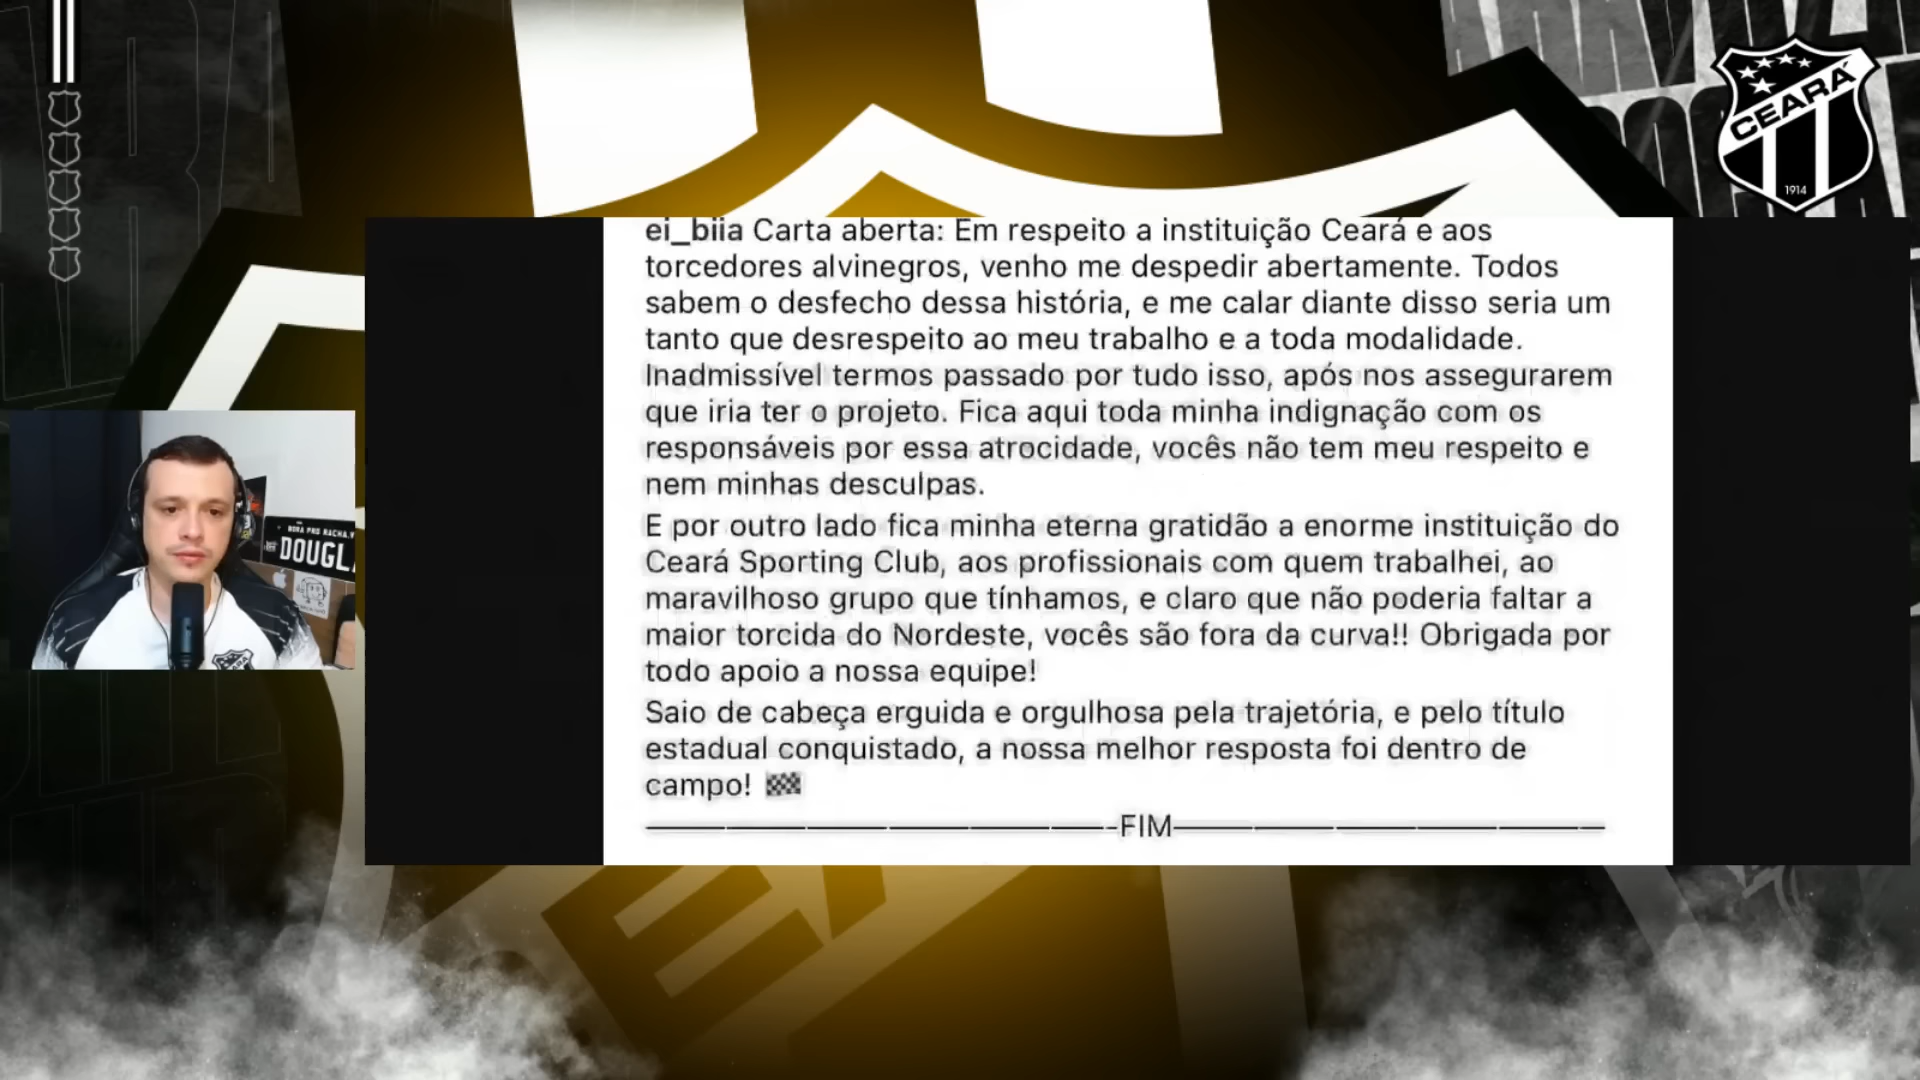 CEARÁ
1914
ei_biia Carta aberta: Em respeito a instituição Ceará e aos
torcedores alvinegros, venho me despedir abertamente. Todos
sabem o desfecho dessa história, e me calar diante disso seria um
tanto que desrespeito ao meu trabalho e a toda modalidade.
Inadmissível termos passado por tudo isso, após nos assegurarem
que iria ter o projeto. Fica aqui toda minha indignação com os
responsáveis por essa atrocidade, vocês não tem meu respeito e
nem minhas desculpas.
E por outro lado fica minha eterna gratidão a enorme instituição do
Ceará Sporting Club, aos profissionais com quem trabalhei, ao
maravilhoso grupo que tínhamos, e claro que não poderia faltar a
maior torcida do Nordeste, vocês são fora da curva!! Obrigada por
todo apoio a nossa equipe!
Saio de cabeça erguida e orgulhosa pela trajetória, e pelo título
estadual conquistado, a nossa melhor resposta foi dentro de
campo! 🏁
——————-FIM——————
BORA PRO RACHA.
DOUGL
CEARÁ